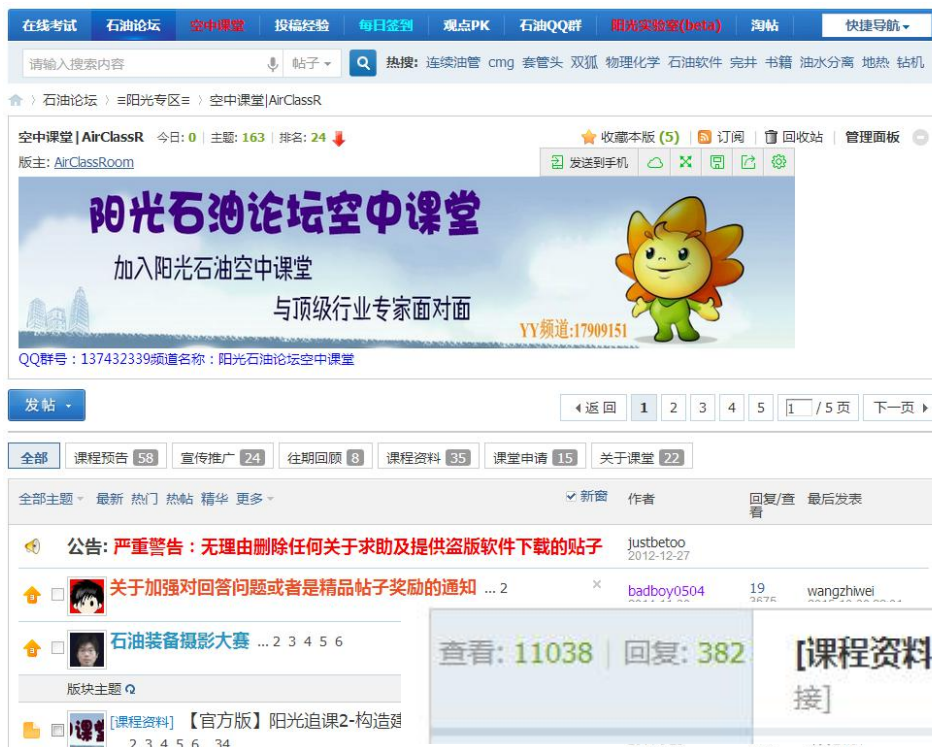 在线考试 石油论坛 空中课堂 投稿经验 每日签到 观点PK 石油QQ群 阳光实验室(beta) 淘帖 快捷导航
请输入搜索内容 帖子 热搜: 连续油管 cmg 套管头 双狐 物理化学 石油软件 完井 书籍 油水分离 地热 钻机
石油论坛 〉 ≡阳光专区≡ 〉 空中课堂|AirClassR
空中课堂|AirClassR 今日: 0 | 主题: 163 | 排名: 24 收藏本版 (5) | 订阅 | 回收站 | 管理面板
版主: AirClassRoom 发送到手机
阳光石油论坛空中课堂
加入阳光石油空中课堂
与顶级行业专家面对面
YY频道:17909151
QQ群号：137432339频道名称：阳光石油论坛空中课堂
发帖 返回 1 2 3 4 5 1 / 5 页 下一页
全部 课程预告 58 宣传推广 24 往期回顾 8 课程资料 35 课堂申请 15 关于课堂 22
全部主题 最新 热门 热帖 精华 更多 新窗 作者 回复/查看 最后发表
公告: 严重警告：无理由删除任何关于求助及提供盗版软件下载的贴子 justbetoo
2012-12-27
关于加强对回答问题或者是精品帖子奖励的通知 ... 2 badboy0504 19 wangzhiwei
石油装备摄影大赛 ... 2 3 4 5 6
查看: 11038 | 回复: 382 [课程资料
接]
版块主题
[课程资料] 【官方版】阳光追课2-构造建
2 3 4 5 6 .. 34